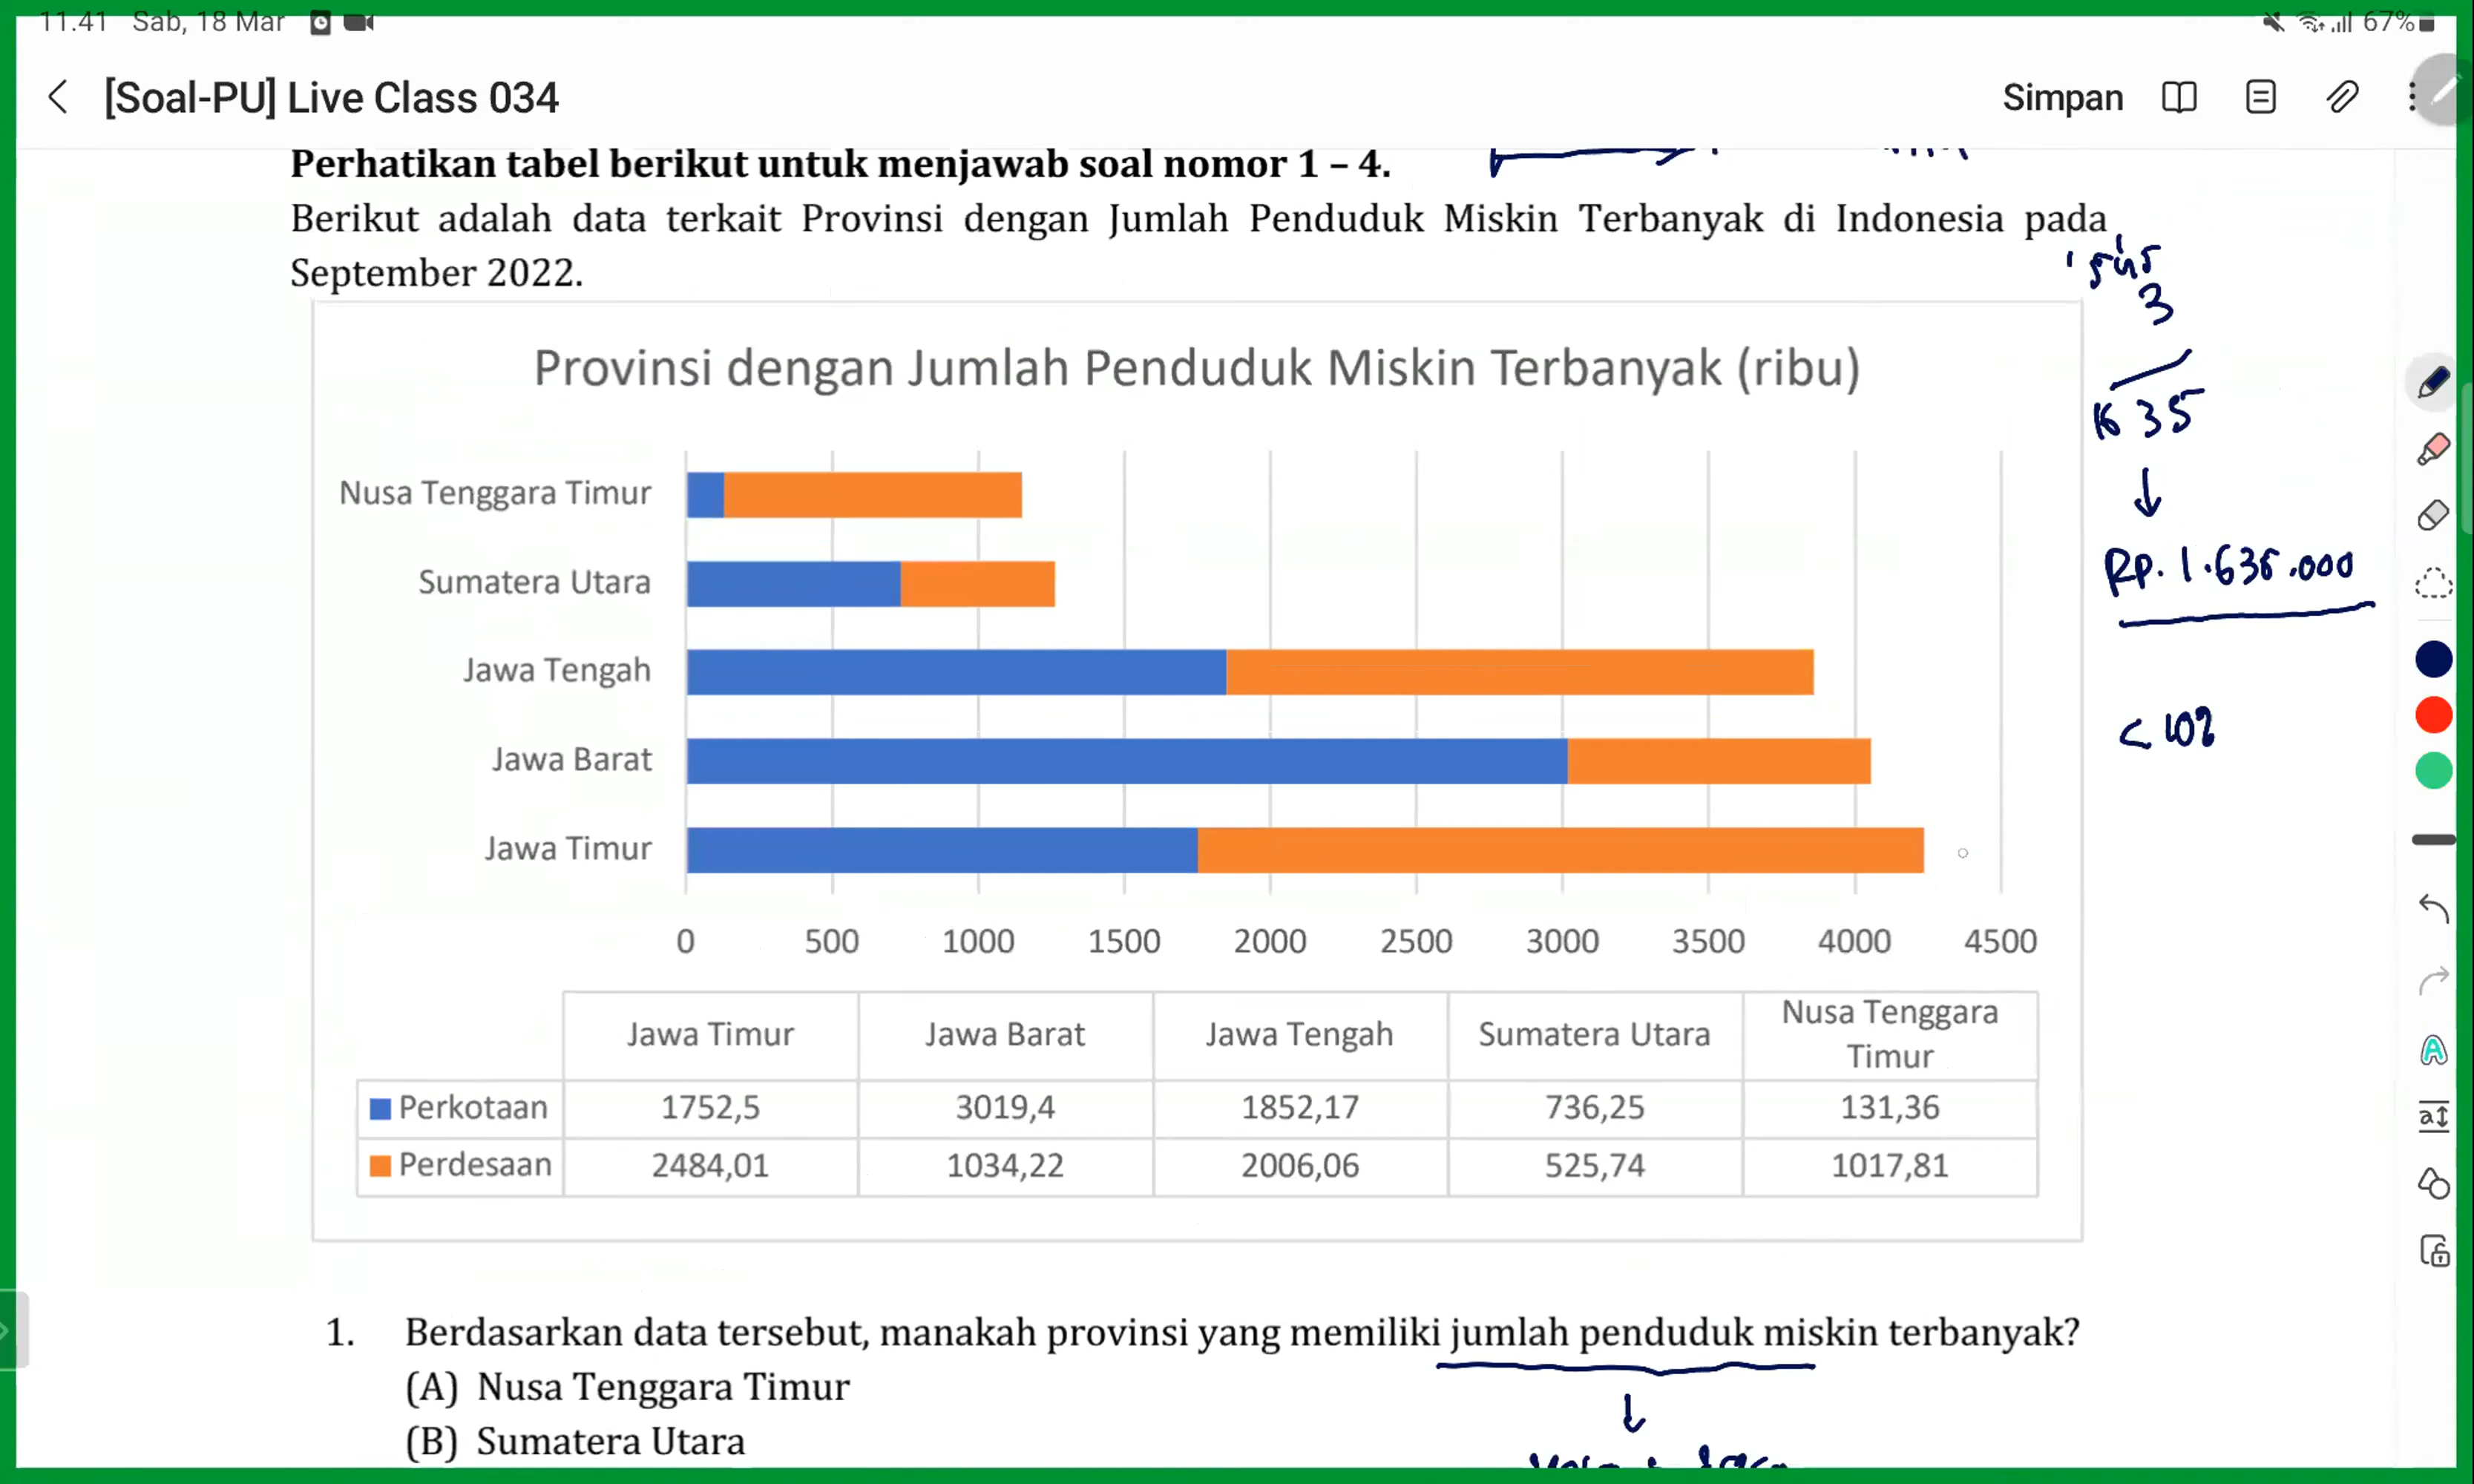 11.41 Sab, 18 Mar
67%
[Soal-PU] Live Class 034
Simpan
Perhatikan tabel berikut untuk menjawab soal nomor 1 – 4.
Berikut adalah data terkait Provinsi dengan Jumlah Penduduk Miskin Terbanyak di Indonesia pada
September 2022.
545
3
1635
Rp. 1.635.000
Provinsi dengan Jumlah Penduduk Miskin Terbanyak (ribu)
Nusa Tenggara Timur
Sumatera Utara
Jawa Tengah
Jawa Barat
Jawa Timur
0 500 1000 1500 2000 2500 3000 3500 4000 4500
Jawa Timur Jawa Barat Jawa Tengah Sumatera Utara Nusa Tenggara Timur
Perkotaan 1752,5 3019,4 1852,17 736,25 131,36
Perdesaan 2484,01 1034,22 2006,06 525,74 1017,81
1. Berdasarkan data tersebut, manakah provinsi yang memiliki jumlah penduduk miskin terbanyak?
(A) Nusa Tenggara Timur
(B) Sumatera Utara